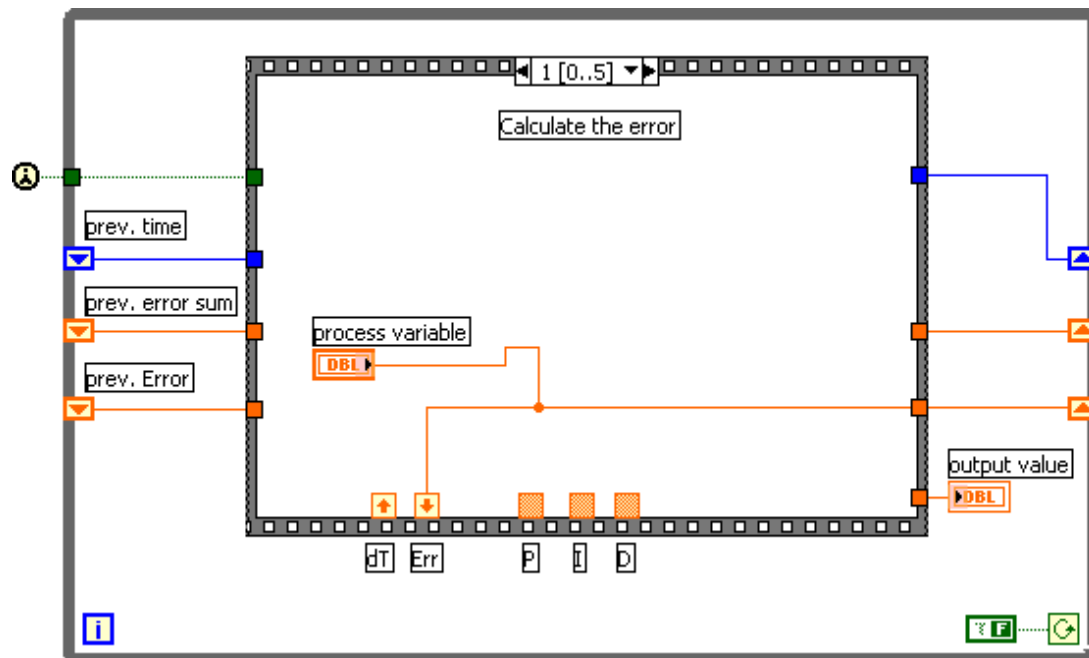 1 [0..5]
Calculate the error
prev. time
prev. error sum
process variable
DBL
prev. Error
output value
DBL
dT Err P I D
i
F